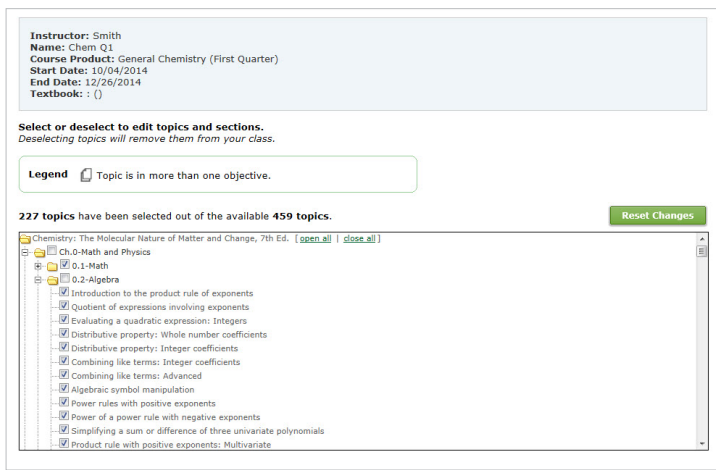 Instructor: Smith
Name: Chem Q1
Course Product: General Chemistry (First Quarter)
Start Date: 10/04/2014
End Date: 12/26/2014
Textbook: : ()
Select or deselect to edit topics and sections.
Deselecting topics will remove them from your class.
Legend Topic is in more than one objective.
227 topics have been selected out of the available 459 topics.
Reset Changes
Chemistry: The Molecular Nature of Matter and Change, 7th Ed. [open all | close all]
Ch.0-Math and Physics
0.1-Math
0.2-Algebra
Introduction to the product rule of exponents
Quotient of expressions involving exponents
Evaluating a quadratic expression: Integers
Distributive property: Whole number coefficients
Distributive property: Integer coefficients
Combining like terms: Integer coefficients
Combining like terms: Advanced
Algebraic symbol manipulation
Power rules with positive exponents
Power of a power rule with negative exponents
Simplifying a sum or difference of three univariate polynomials
Product rule with positive exponents: Multivariate